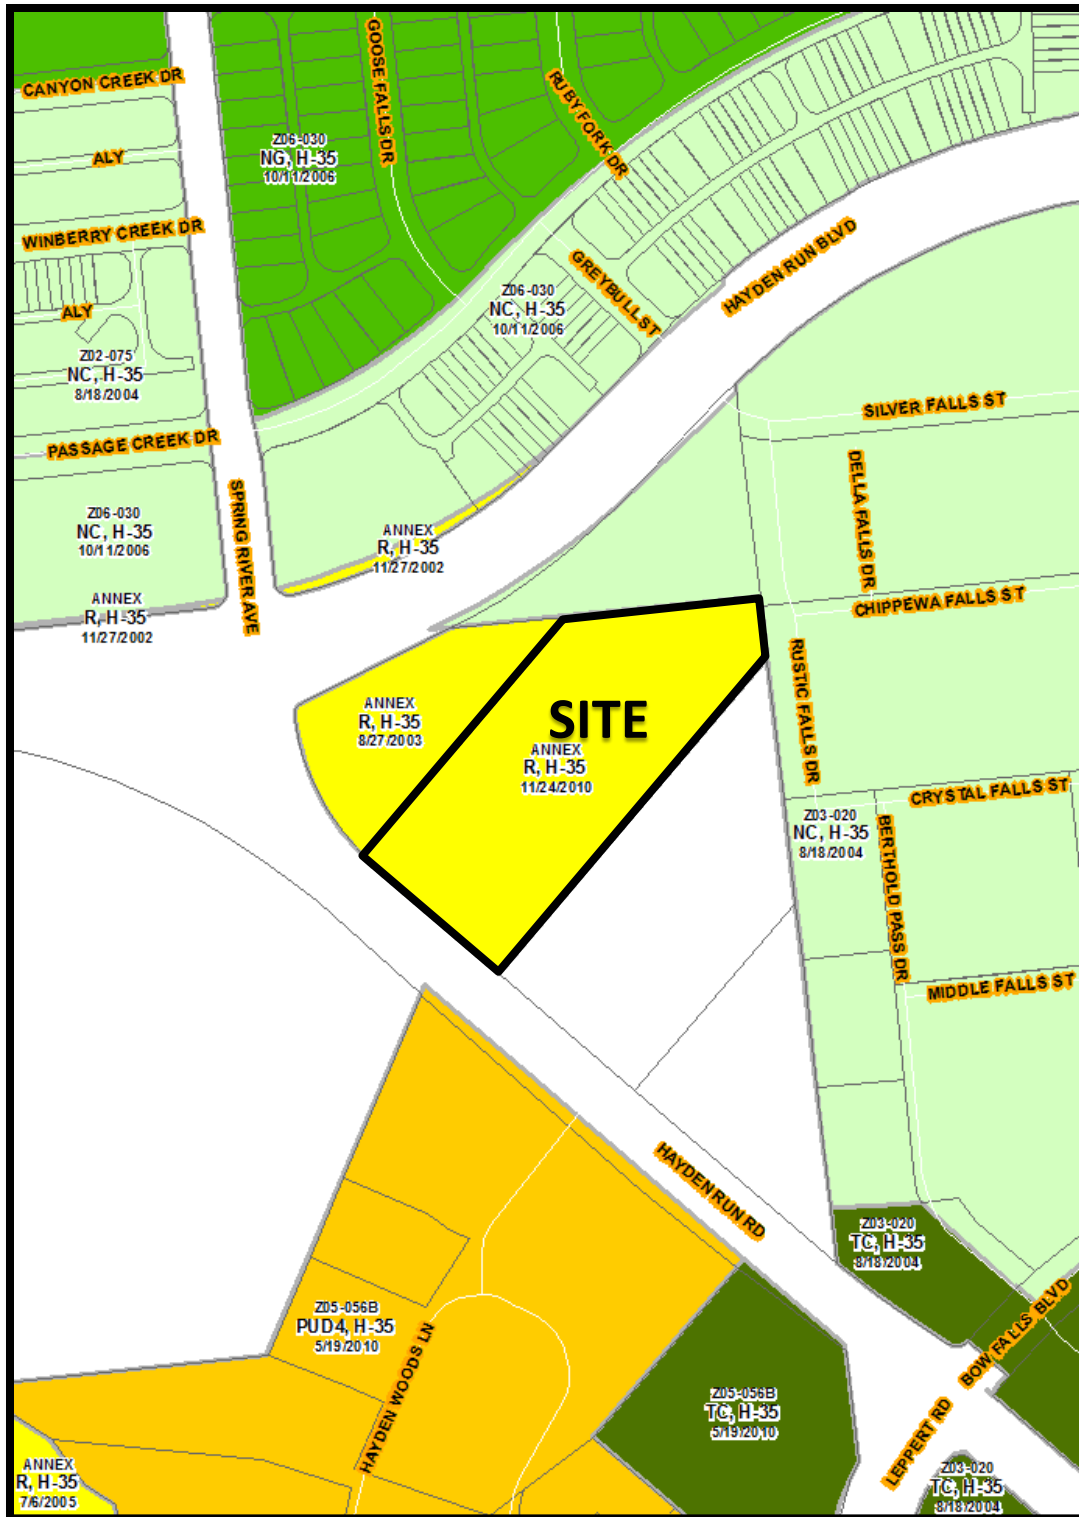 CANYON CREEK DR
GOOSE FALLS DR
RUBY FORK DR
ALY
Z06-030
NG, H-35
10/11/2006
WINBERRY CREEK DR
GREYBULL ST
HAYDEN RUN BLVD
ALY
Z06-030
NC, H-35
10/11/2006
Z02-075
NC, H-35
8/18/2004
SILVER FALLS ST
PASSAGE CREEK DR
DELLA FALLS DR
SPRING RIVER AVE
Z06-030
NC, H-35
10/11/2006
ANNEX
R, H-35
11/27/2002
ANNEX
R, H-35
11/27/2002
CHIPPEWA FALLS ST
RUSTIC FALLS DR
ANNEX
R, H-35
8/27/2003
SITE
ANNEX
R, H-35
11/24/2010
CRYSTAL FALLS ST
Z03-020
NC, H-35
8/18/2004
BERTHOLD PASS DR
MIDDLE FALLS ST
HAYDEN RUN RD
Z03-020
TC, H-35
8/18/2004
BOW FALLS BLVD
Z05-056B
PUD4, H-35
5/19/2010
HAYDEN WOODS LN
Z05-056B
TC, H-35
5/19/2010
LEPPERT RD
ANNEX
R, H-35
7/6/2005
Z03-020
TC, H-35
8/18/2004